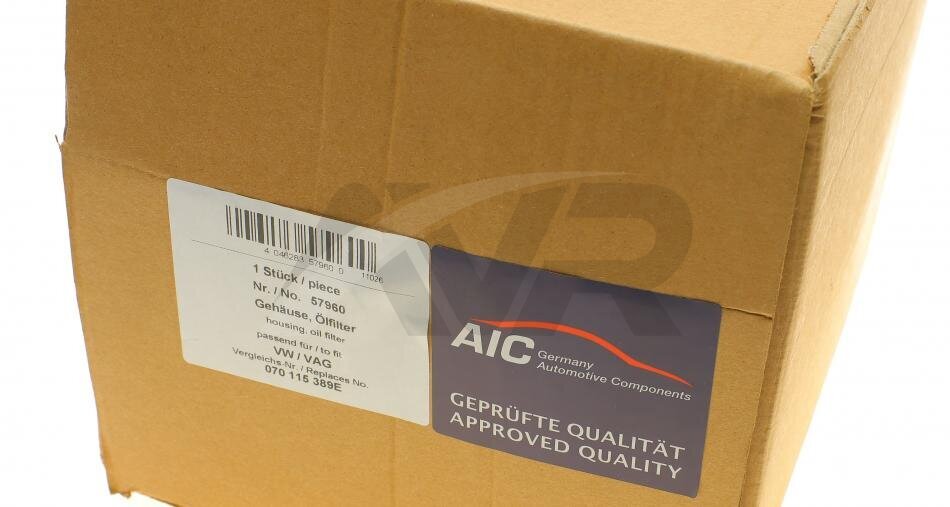 4 046283 57960 0
11026
1 Stück / piece
Nr. / No. 57960
Gehäuse, Ölfilter
housing, oil filter
passend für / to fit
VW / VAG
Vergleichs-Nr. / Replaces No.
070 115 389E
AIC Germany
Automotive Components
GEPRÜFTE QUALITÄT
APPROVED QUALITY
AVR